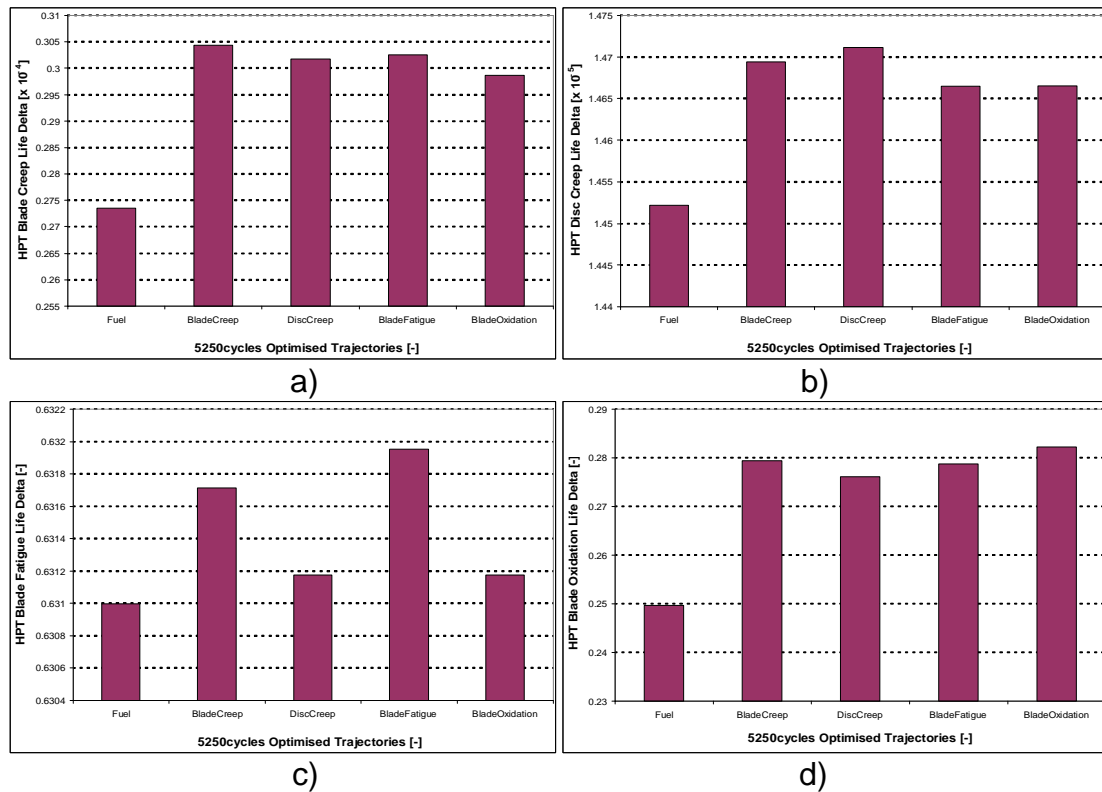 HPT Blade Creep Life Delta [x 10-4]
0.31
0.305
0.3
0.295
0.29
0.285
0.28
0.275
0.27
0.265
0.26
0.255
Fuel BladeCreep DiscCreep BladeFatigue BladeOxidation
5250cycles Optimised Trajectories [-]
a)
HPT Disc Creep Life Delta [x 10-5]
1.475
1.47
1.465
1.46
1.455
1.45
1.445
1.44
Fuel BladeCreep DiscCreep BladeFatigue BladeOxidation
5250cycles Optimised Trajectories [-]
b)
HPT Blade Fatigue Life Delta [-]
0.6322
0.632
0.6318
0.6316
0.6314
0.6312
0.631
0.6308
0.6306
0.6304
Fuel BladeCreep DiscCreep BladeFatigue BladeOxidation
5250cycles Optimised Trajectories [-]
c)
HPT Blade Oxidation Life Delta [-]
0.29
0.28
0.27
0.26
0.25
0.24
0.23
Fuel BladeCreep DiscCreep BladeFatigue BladeOxidation
5250cycles Optimised Trajectories [-]
d)